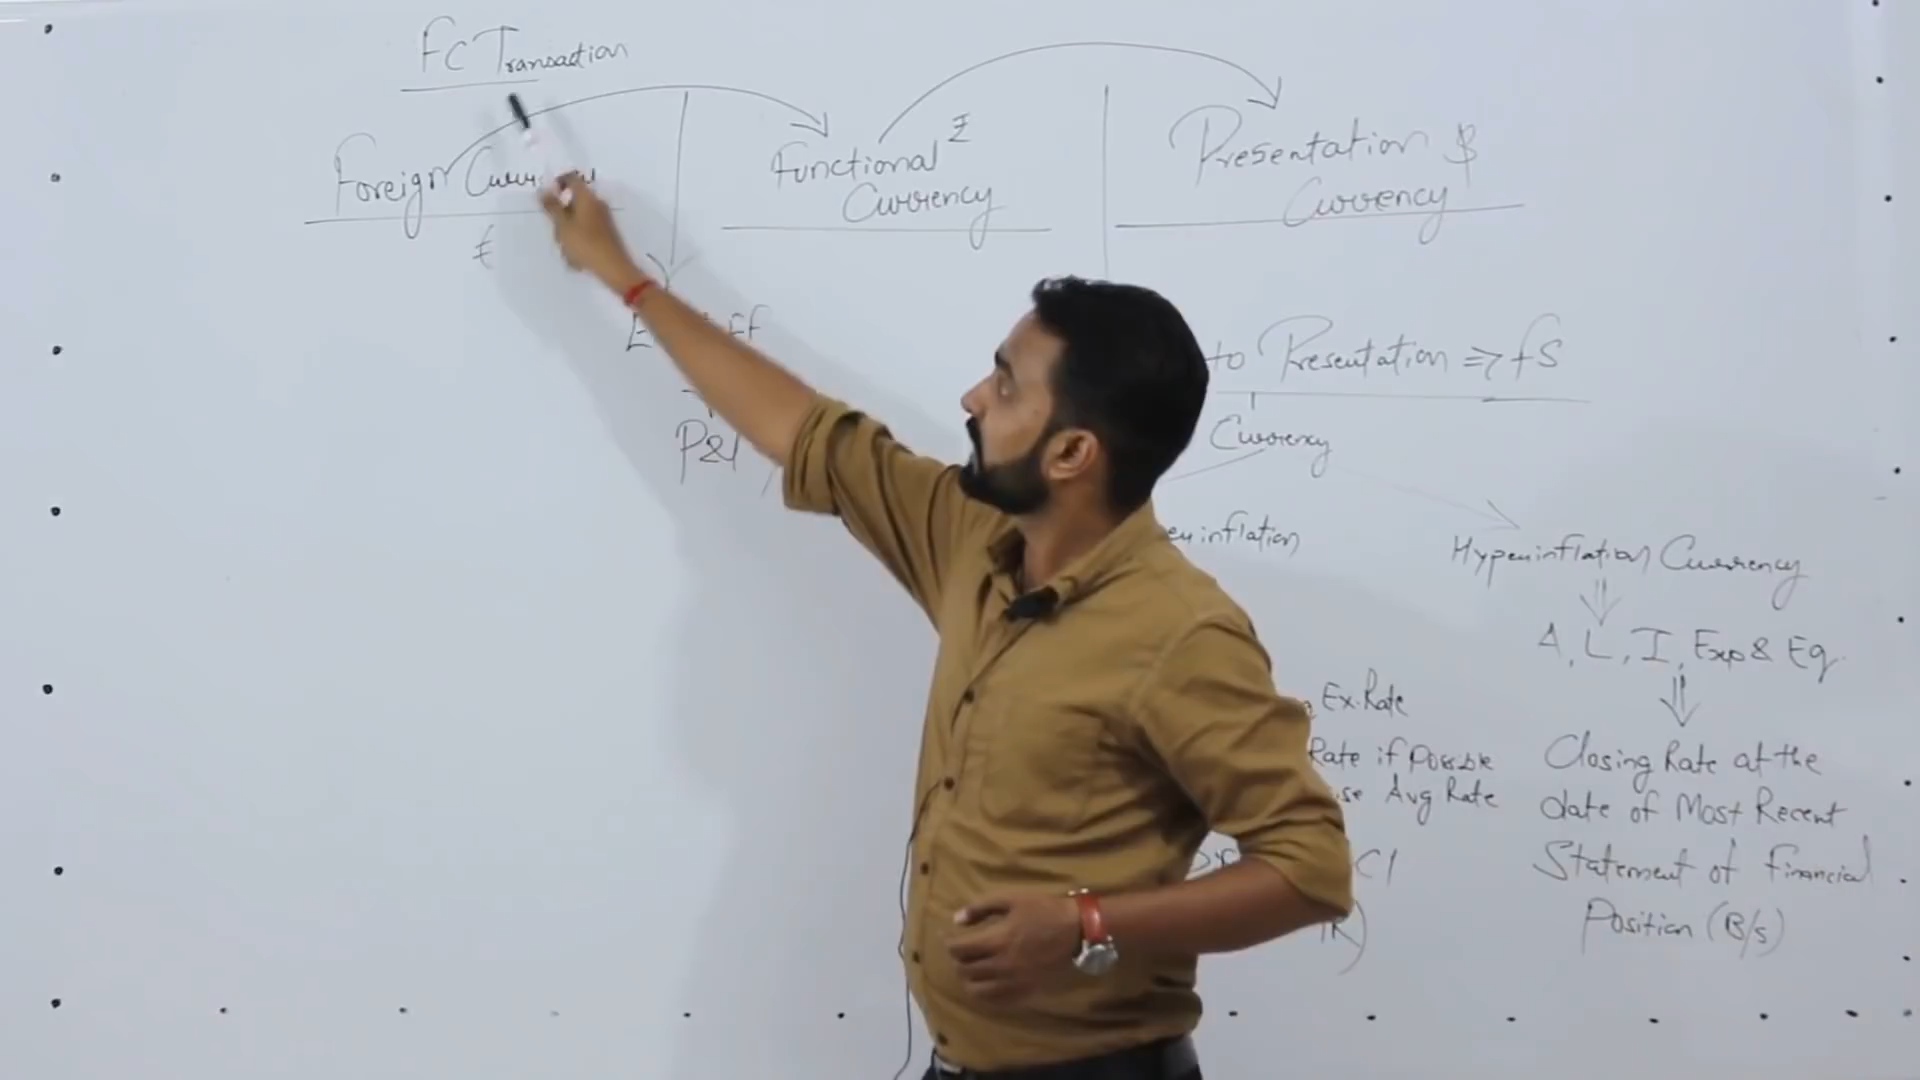 FC Transaction
Foreign
Functional ₹
Currency
Presentation $
Currency
P&L
to Presentation => FS
Currency
inflation
Hyperinflation Currency
A, L, I, Exp & Eq.
Ex. Rate
Rate if Possible
Avg Rate
Closing Rate at the
date of Most Recent
Statement of Financial
Position (B/S)